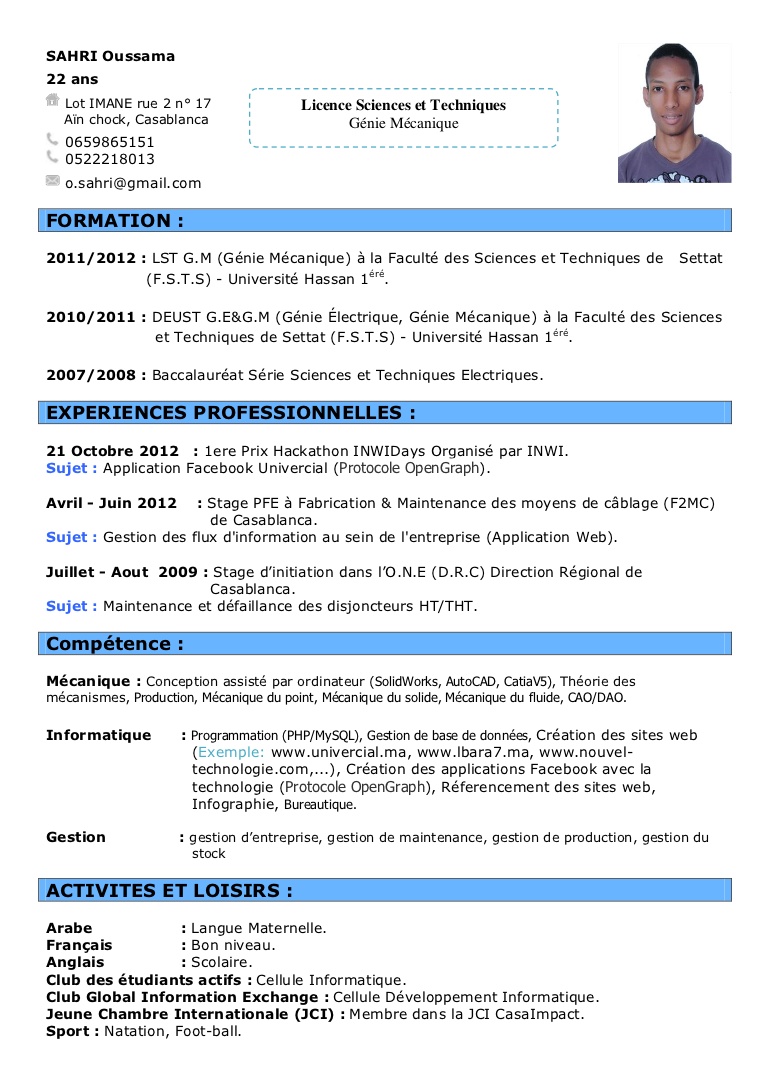 SAHRI Oussama
22 ans
Lot IMANE rue 2 n° 17
Aïn chock, Casablanca
0659865151
0522218013
o.sahri@gmail.com
Licence Sciences et Techniques
Génie Mécanique
FORMATION :
2011/2012 : LST G.M (Génie Mécanique) à la Faculté des Sciences et Techniques de Settat
(F.S.T.S) - Université Hassan 1éré.
2010/2011 : DEUST G.E&G.M (Génie Électrique, Génie Mécanique) à la Faculté des Sciences
et Techniques de Settat (F.S.T.S) - Université Hassan 1éré.
2007/2008 : Baccalauréat Série Sciences et Techniques Electriques.
EXPERIENCES PROFESSIONNELLES :
21 Octobre 2012 : 1ere Prix Hackathon INWIDays Organisé par INWI.
Sujet : Application Facebook Univercial (Protocole OpenGraph).
Avril - Juin 2012 : Stage PFE à Fabrication & Maintenance des moyens de câblage (F2MC)
de Casablanca.
Sujet : Gestion des flux d'information au sein de l'entreprise (Application Web).
Juillet - Aout 2009 : Stage d’initiation dans l’O.N.E (D.R.C) Direction Régional de
Casablanca.
Sujet : Maintenance et défaillance des disjoncteurs HT/THT.
Compétence :
Mécanique : Conception assisté par ordinateur (SolidWorks, AutoCAD, CatiaV5), Théorie des
mécanismes, Production, Mécanique du point, Mécanique du solide, Mécanique du fluide, CAO/DAO.
Informatique : Programmation (PHP/MySQL), Gestion de base de données, Création des sites web
(Exemple: www.univercial.ma, www.lbara7.ma, www.nouvel-
technologie.com,...), Création des applications Facebook avec la
technologie (Protocole OpenGraph), Réferencement des sites web,
Infographie, Bureautique.
Gestion : gestion d’entreprise, gestion de maintenance, gestion de production, gestion du
stock
ACTIVITES ET LOISIRS :
Arabe : Langue Maternelle.
Français : Bon niveau.
Anglais : Scolaire.
Club des étudiants actifs : Cellule Informatique.
Club Global Information Exchange : Cellule Développement Informatique.
Jeune Chambre Internationale (JCI) : Membre dans la JCI CasaImpact.
Sport : Natation, Foot-ball.